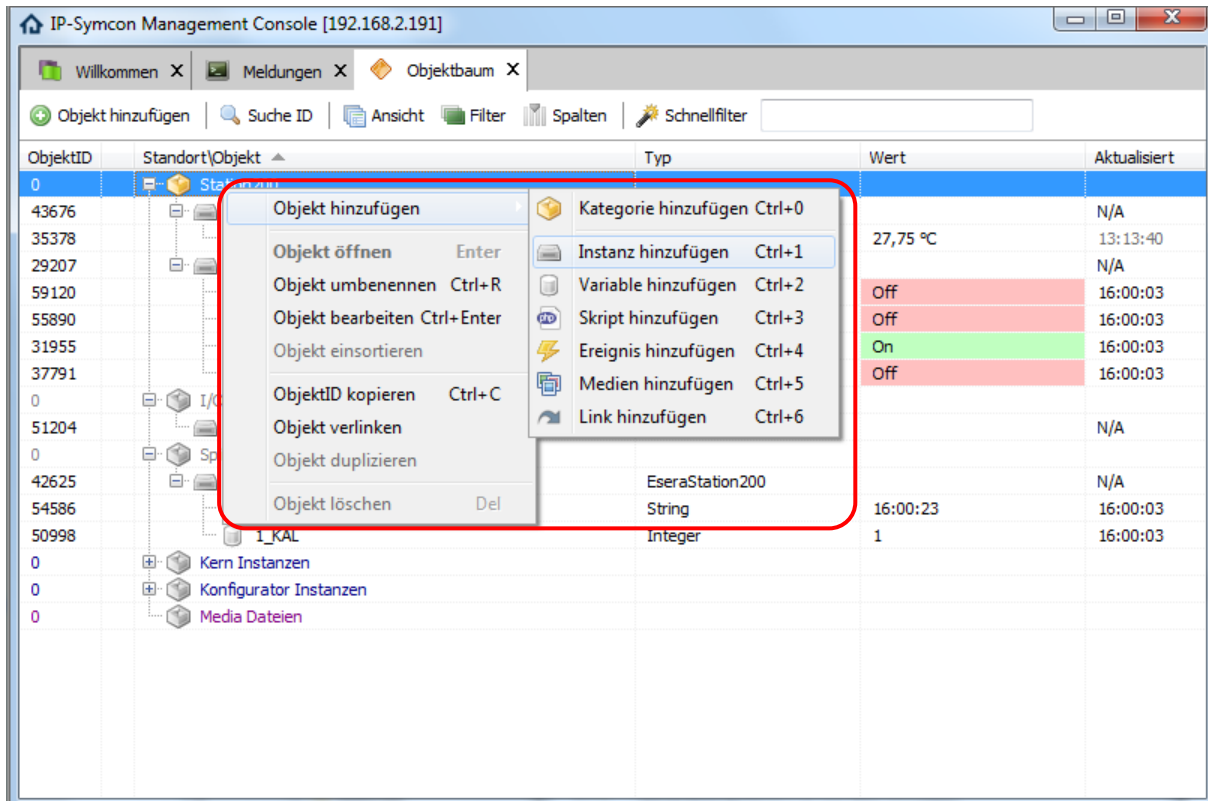 IP-Symcon Management Console [192.168.2.191]
Willkommen X Meldungen X Objektbaum X
Objekt hinzufügen Suche ID Ansicht Filter Spalten Schnellfilter
ObjektID Standort\Objekt Typ Wert Aktualisiert
0 Station200
43676 N/A
35378 27,75 °C 13:13:40
29207 N/A
59120 Off 16:00:03
55890 Off 16:00:03
31955 On 16:00:03
37791 Off 16:00:03
0 I/O
51204 N/A
0 Sp
42625 EseraStation200 N/A
54586 String 16:00:23 16:00:03
50998 1_KAL Integer 1 16:00:03
0 Kern Instanzen
0 Konfigurator Instanzen
0 Media Dateien
Objekt hinzufügen
Objekt öffnen Enter
Objekt umbenennen Ctrl+R
Objekt bearbeiten Ctrl+Enter
Objekt einsortieren
ObjektID kopieren Ctrl+C
Objekt verlinken
Objekt duplizieren
Objekt löschen Del
Kategorie hinzufügen Ctrl+0
Instanz hinzufügen Ctrl+1
Variable hinzufügen Ctrl+2
php Skript hinzufügen Ctrl+3
Ereignis hinzufügen Ctrl+4
Medien hinzufügen Ctrl+5
Link hinzufügen Ctrl+6